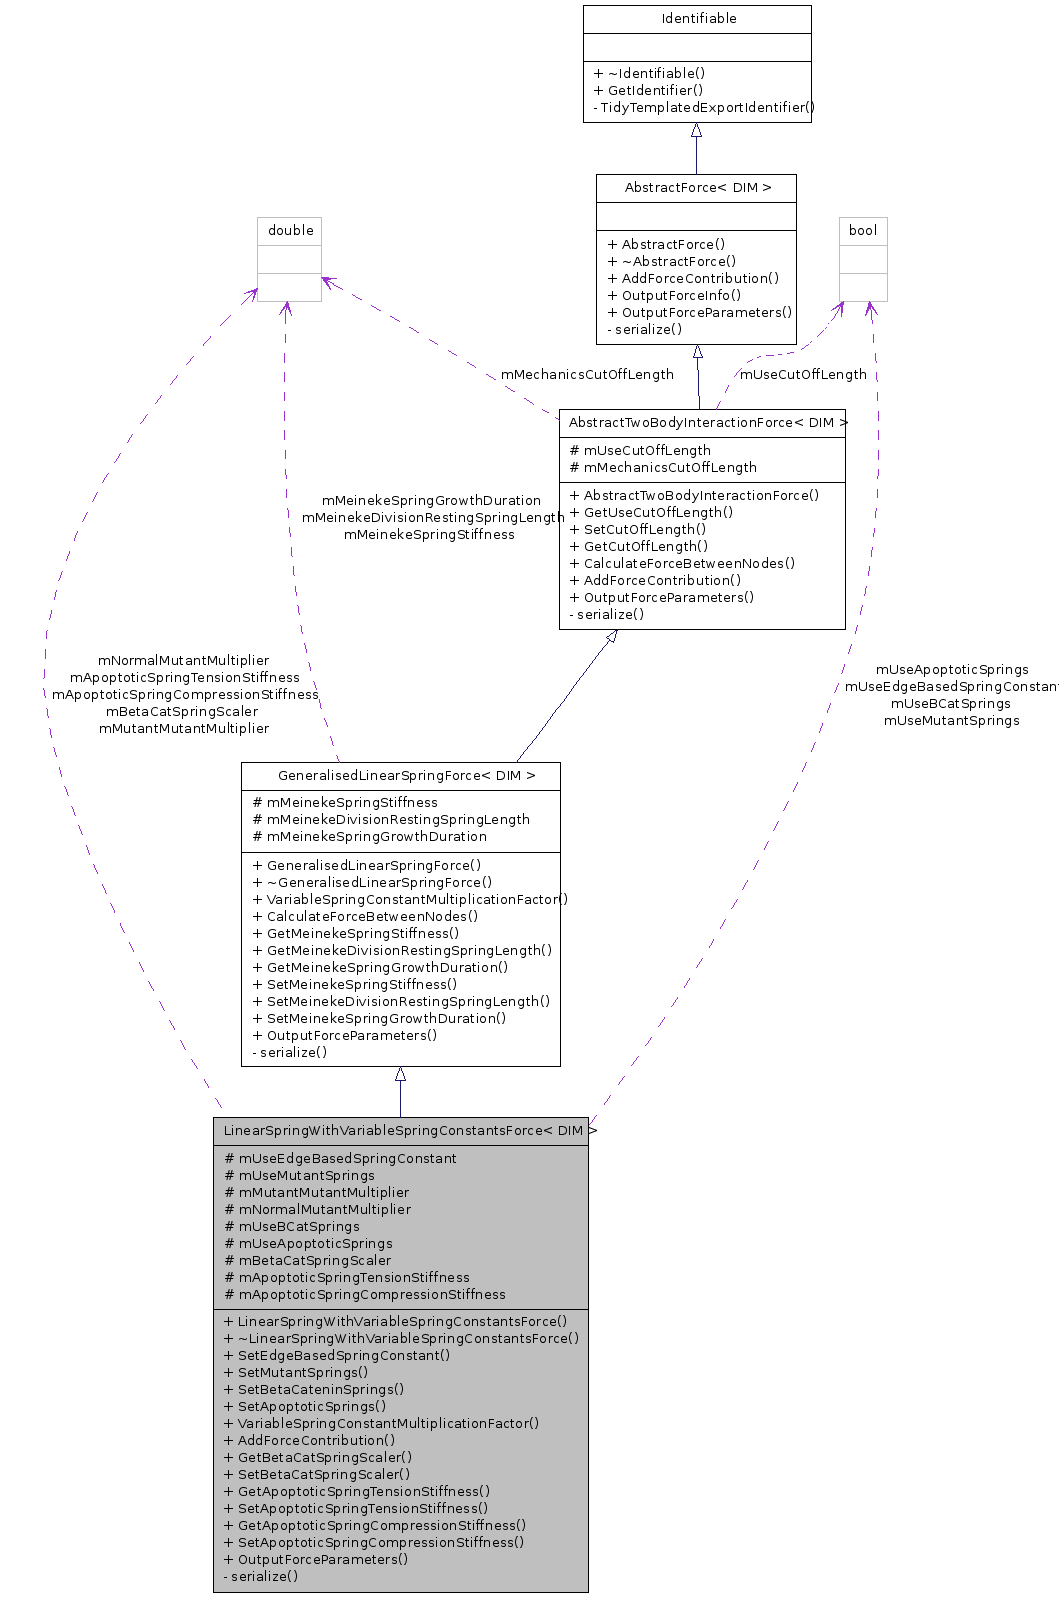 Identifiable
+ ~Identifiable()
+ GetIdentifier()
- TidyTemplatedExportIdentifier()
AbstractForce< DIM >
+ AbstractForce()
+ ~AbstractForce()
+ AddForceContribution()
+ OutputForceInfo()
+ OutputForceParameters()
- serialize()
double
bool
mMechanicsCutOffLength
mUseCutOffLength
AbstractTwoBodyInteractionForce< DIM >
# mUseCutOffLength
# mMechanicsCutOffLength
+ AbstractTwoBodyInteractionForce()
+ GetUseCutOffLength()
+ SetCutOffLength()
+ GetCutOffLength()
+ CalculateForceBetweenNodes()
+ AddForceContribution()
+ OutputForceParameters()
- serialize()
mMeinekeSpringGrowthDuration
mMeinekeDivisionRestingSpringLength
mMeinekeSpringStiffness
mNormalMutantMultiplier
mApoptoticSpringTensionStiffness
mApoptoticSpringCompressionStiffness
mBetaCatSpringScaler
mMutantMutantMultiplier
mUseApoptoticSprings
mUseEdgeBasedSpringConstant
mUseBCatSprings
mUseMutantSprings
GeneralisedLinearSpringForce< DIM >
# mMeinekeSpringStiffness
# mMeinekeDivisionRestingSpringLength
# mMeinekeSpringGrowthDuration
+ GeneralisedLinearSpringForce()
+ ~GeneralisedLinearSpringForce()
+ VariableSpringConstantMultiplicationFactor()
+ CalculateForceBetweenNodes()
+ GetMeinekeSpringStiffness()
+ GetMeinekeDivisionRestingSpringLength()
+ GetMeinekeSpringGrowthDuration()
+ SetMeinekeSpringStiffness()
+ SetMeinekeDivisionRestingSpringLength()
+ SetMeinekeSpringGrowthDuration()
+ OutputForceParameters()
- serialize()
LinearSpringWithVariableSpringConstantsForce< DIM >
# mUseEdgeBasedSpringConstant
# mUseMutantSprings
# mMutantMutantMultiplier
# mNormalMutantMultiplier
# mUseBCatSprings
# mUseApoptoticSprings
# mBetaCatSpringScaler
# mApoptoticSpringTensionStiffness
# mApoptoticSpringCompressionStiffness
+ LinearSpringWithVariableSpringConstantsForce()
+ ~LinearSpringWithVariableSpringConstantsForce()
+ SetEdgeBasedSpringConstant()
+ SetMutantSprings()
+ SetBetaCateninSprings()
+ SetApoptoticSprings()
+ VariableSpringConstantMultiplicationFactor()
+ AddForceContribution()
+ GetBetaCatSpringScaler()
+ SetBetaCatSpringScaler()
+ GetApoptoticSpringTensionStiffness()
+ SetApoptoticSpringTensionStiffness()
+ GetApoptoticSpringCompressionStiffness()
+ SetApoptoticSpringCompressionStiffness()
+ OutputForceParameters()
- serialize()